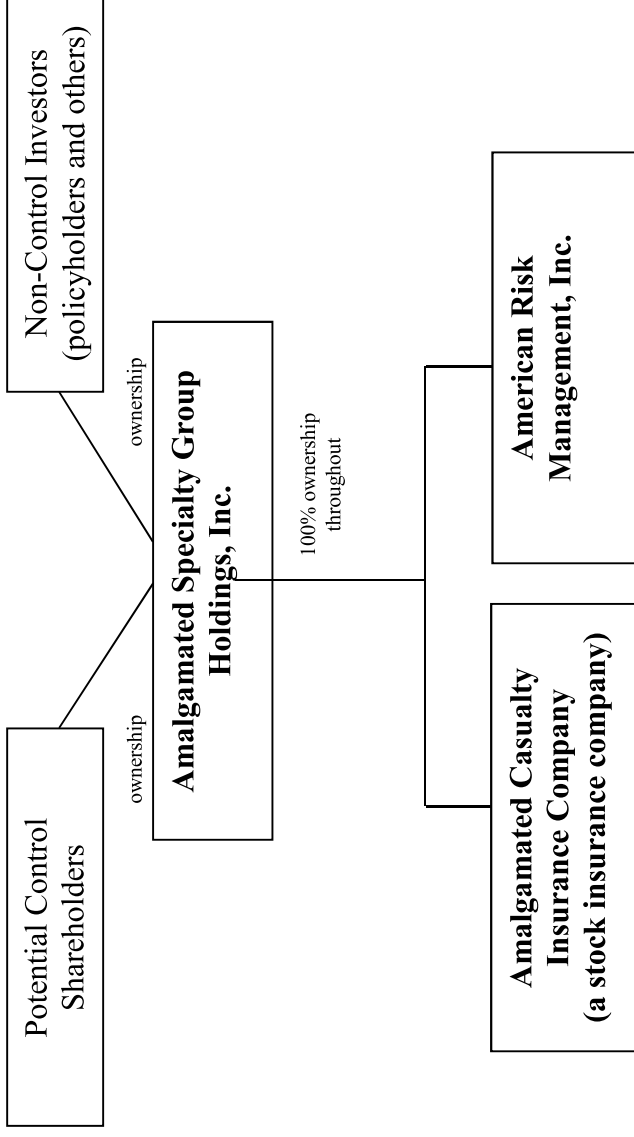 Potential Control
Shareholders
Non-Control Investors
(policyholders and others)
ownership
ownership
Amalgamated Specialty Group
Holdings, Inc.
100% ownership
throughout
Amalgamated Casualty
Insurance Company
(a stock insurance company)
American Risk
Management, Inc.